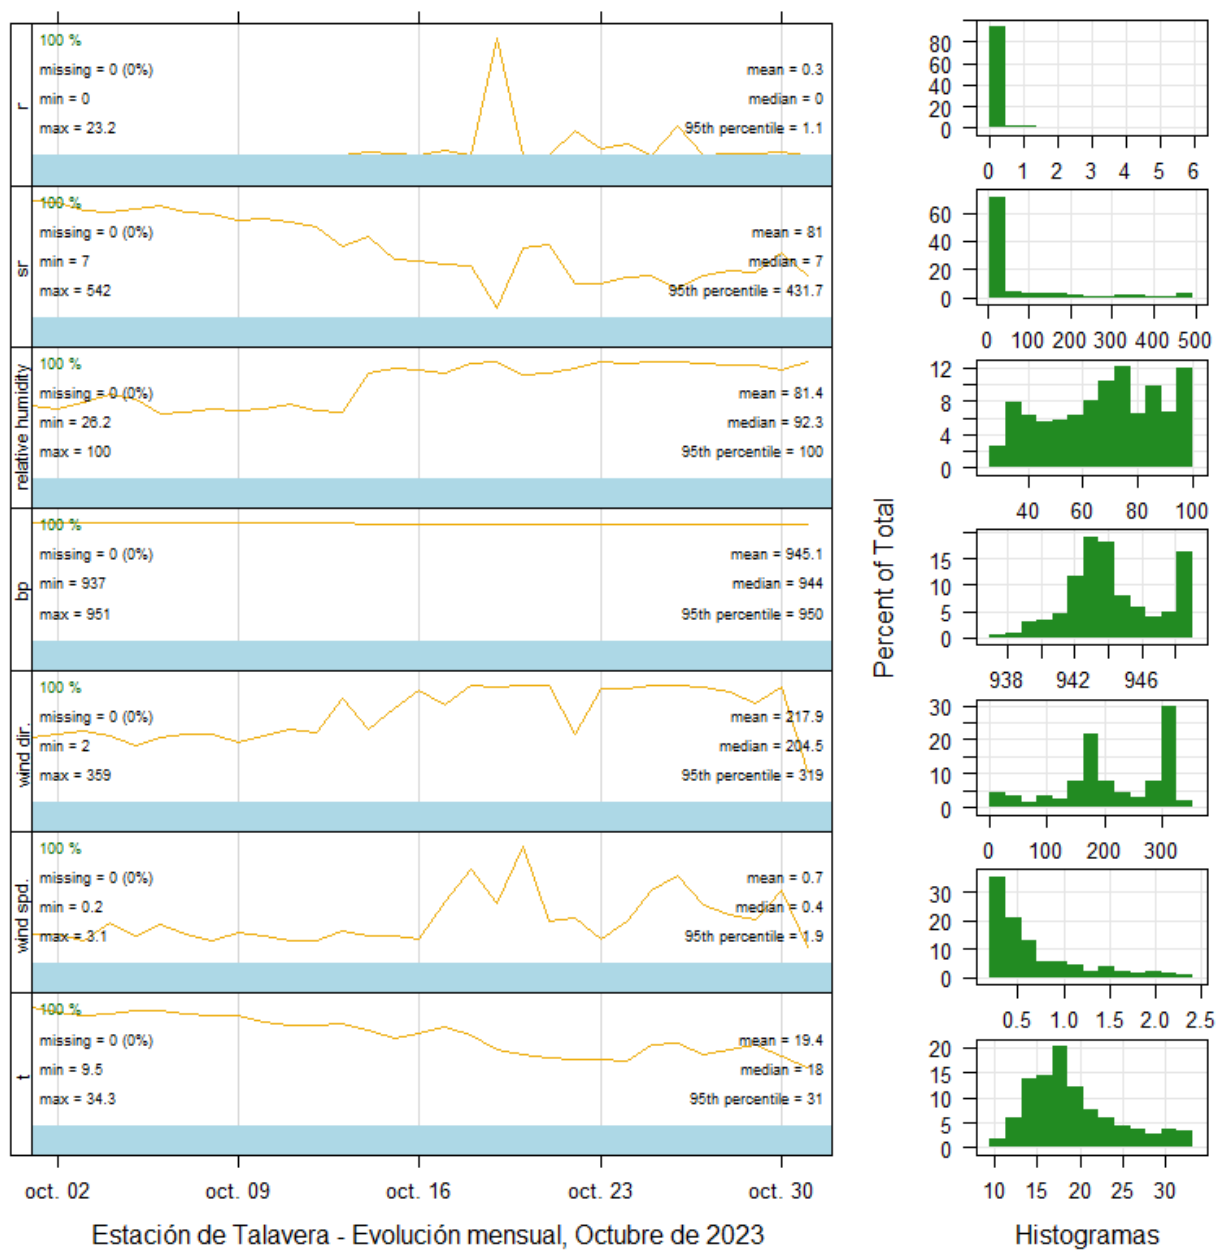 r
100 %
missing = 0 (0%)
min = 0
max = 23.2
mean = 0.3
median = 0
95th percentile = 1.1
sr
100 %
missing = 0 (0%)
min = 7
max = 542
mean = 81
median = 7
95th percentile = 431.7
relative humidity
100 %
missing = 0 (0%)
min = 26.2
max = 100
mean = 81.4
median = 92.3
95th percentile = 100
bp
100 %
missing = 0 (0%)
min = 937
max = 951
mean = 945.1
median = 944
95th percentile = 950
wind dir.
100 %
missing = 0 (0%)
min = 2
max = 359
mean = 217.9
median = 204.5
95th percentile = 319
wind spd.
100 %
missing = 0 (0%)
min = 0.2
max = 3.1
mean = 0.7
median = 0.4
95th percentile = 1.9
t
100 %
missing = 0 (0%)
min = 9.5
max = 34.3
mean = 19.4
median = 18
95th percentile = 31
oct. 02 oct. 09 oct. 16 oct. 23 oct. 30
Estación de Talavera - Evolución mensual, Octubre de 2023
Percent of Total
80
60
40
20
0
0 1 2 3 4 5 6
60
40
20
0
0 100 200 300 400 500
12
8
4
0
40 60 80 100
15
10
5
0
938 942 946
30
20
10
0
0 100 200 300
30
20
10
0
0.5 1.0 1.5 2.0 2.5
20
15
10
5
0
10 15 20 25 30
Histogramas